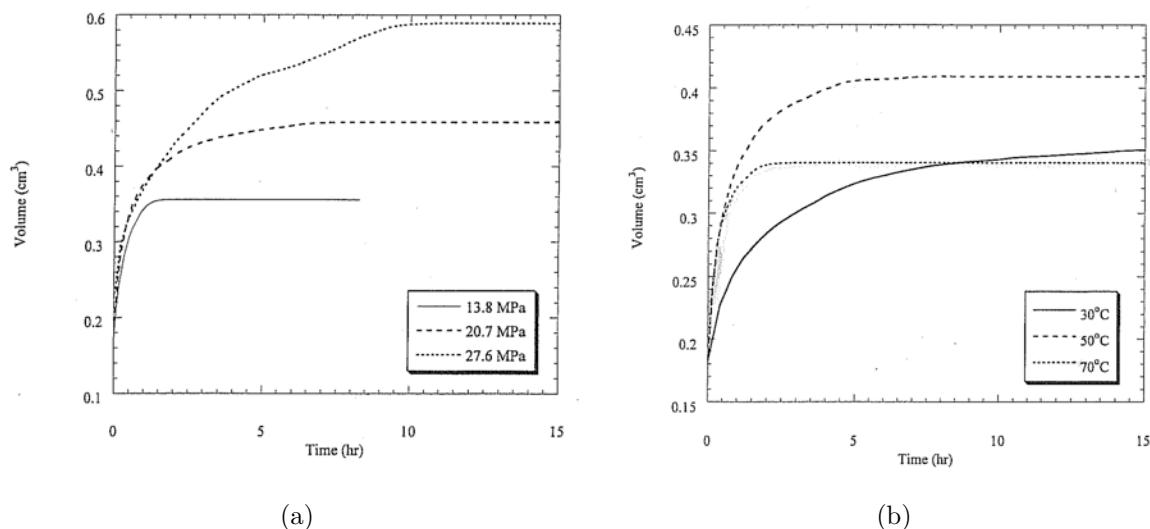 0.6
0.5
0.4
0.3
0.2
0.1
Volume (cm³)
0
5
10
15
Time (hr)
13.8 MPa
20.7 MPa
27.6 MPa
(a)
0.45
0.4
0.35
0.3
0.25
0.2
0.15
Volume (cm³)
0
5
10
15
Time (hr)
30°C
50°C
70°C
(b)